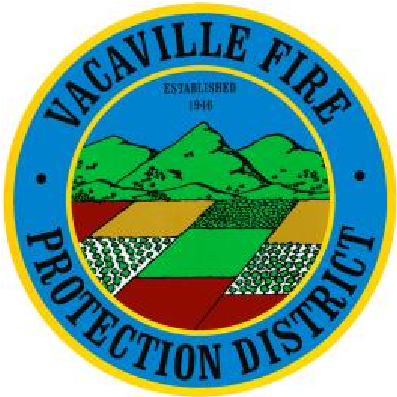 VACAVILLE FIRE
ESTABLISHED
1946
PROTECTION DISTRICT